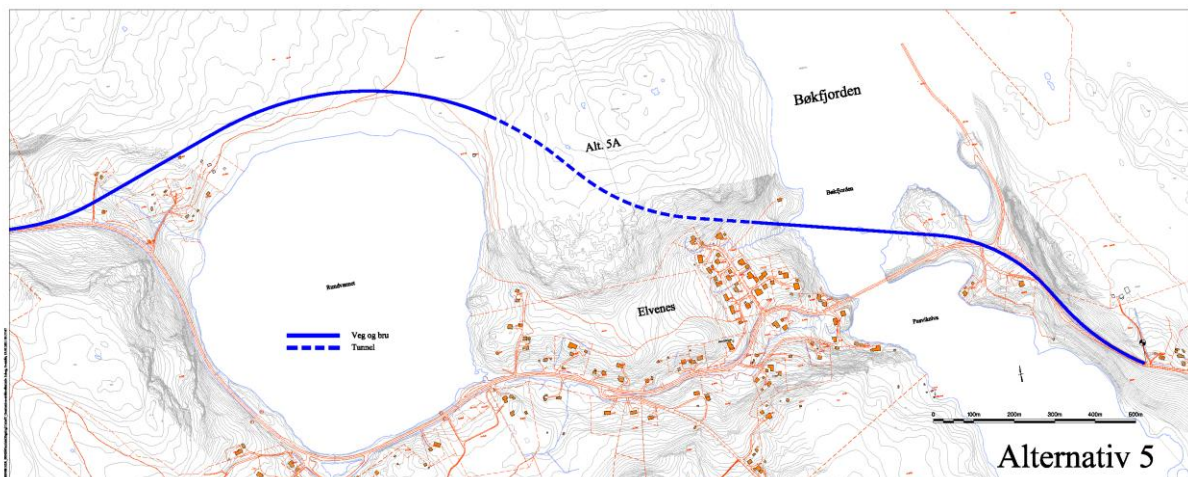 Bøkfjorden
Alt. 5A
Bøkfjorden
Rundvannet
Elvenes
Pasvikelva
Veg og bru
Tunnel
0 100m 200m 300m 400m 500m
Alternativ 5